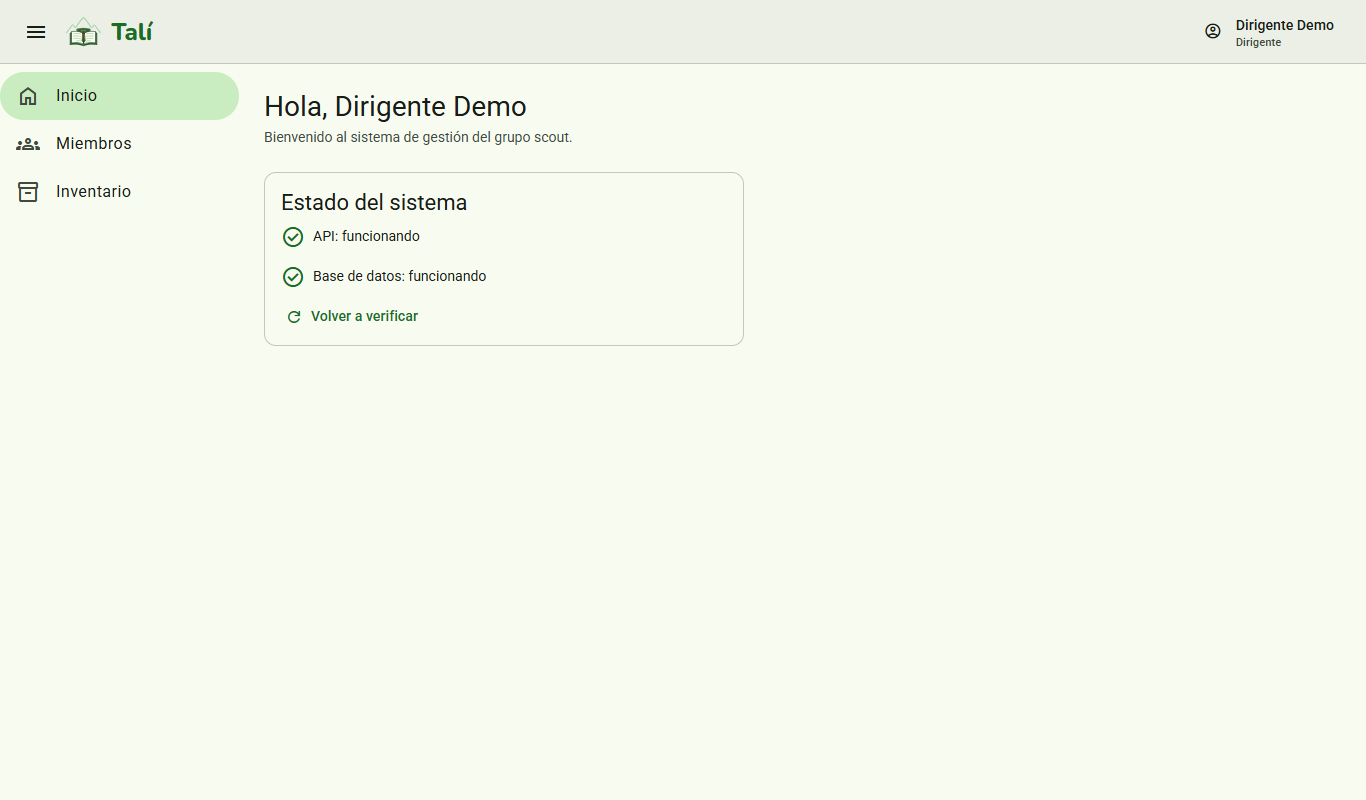 Talí
Dirigente Demo
Dirigente
Inicio
Miembros
Inventario
Hola, Dirigente Demo
Bienvenido al sistema de gestión del grupo scout.
Estado del sistema
API: funcionando
Base de datos: funcionando
Volver a verificar